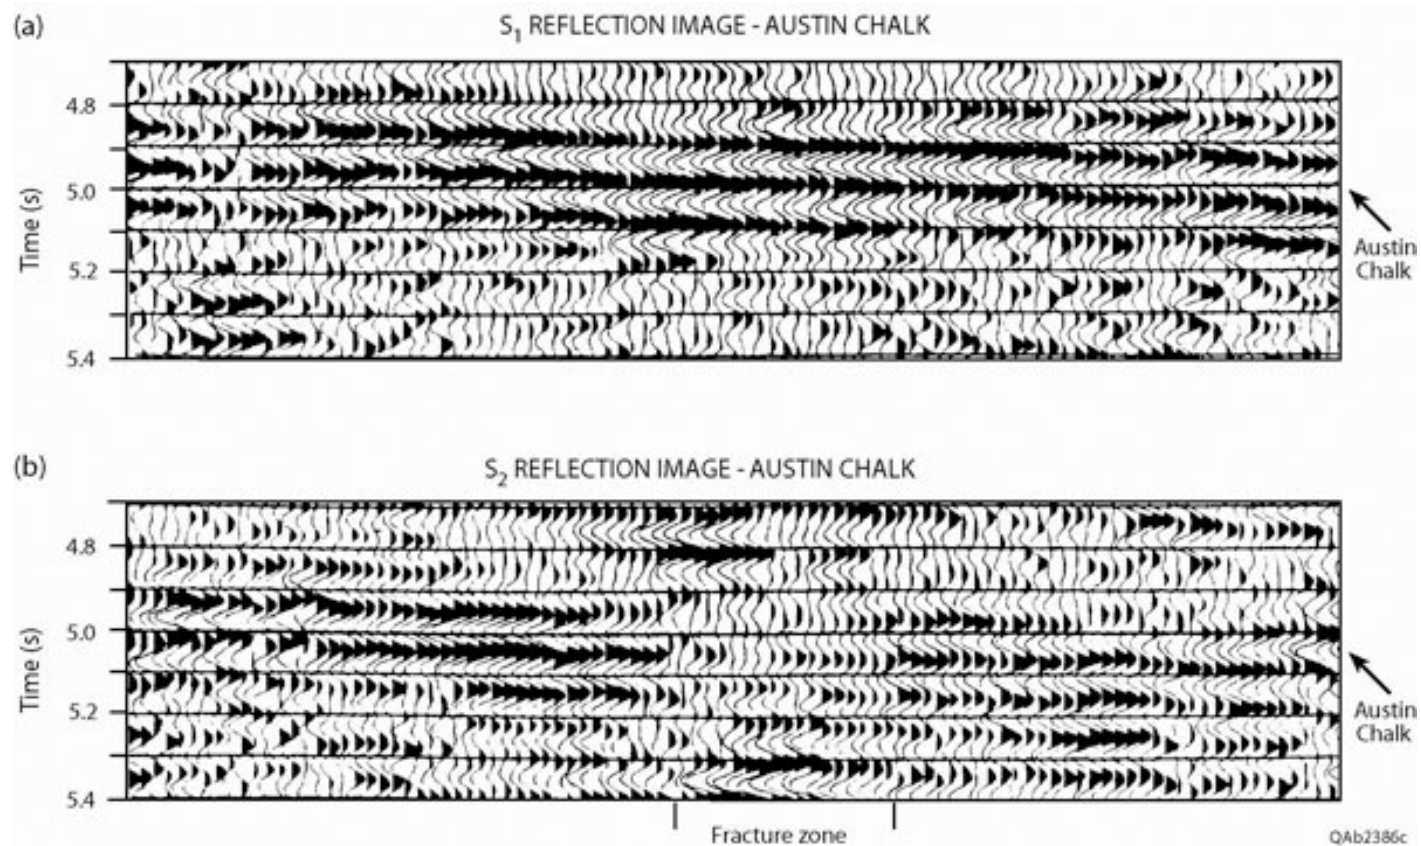 (a)
S₁ REFLECTION IMAGE - AUSTIN CHALK
4.8
5.0
5.2
5.4
Time (s)
Austin
Chalk
(b)
S₂ REFLECTION IMAGE - AUSTIN CHALK
4.8
5.0
5.2
5.4
Time (s)
Austin
Chalk
Fracture zone
QAb2386c